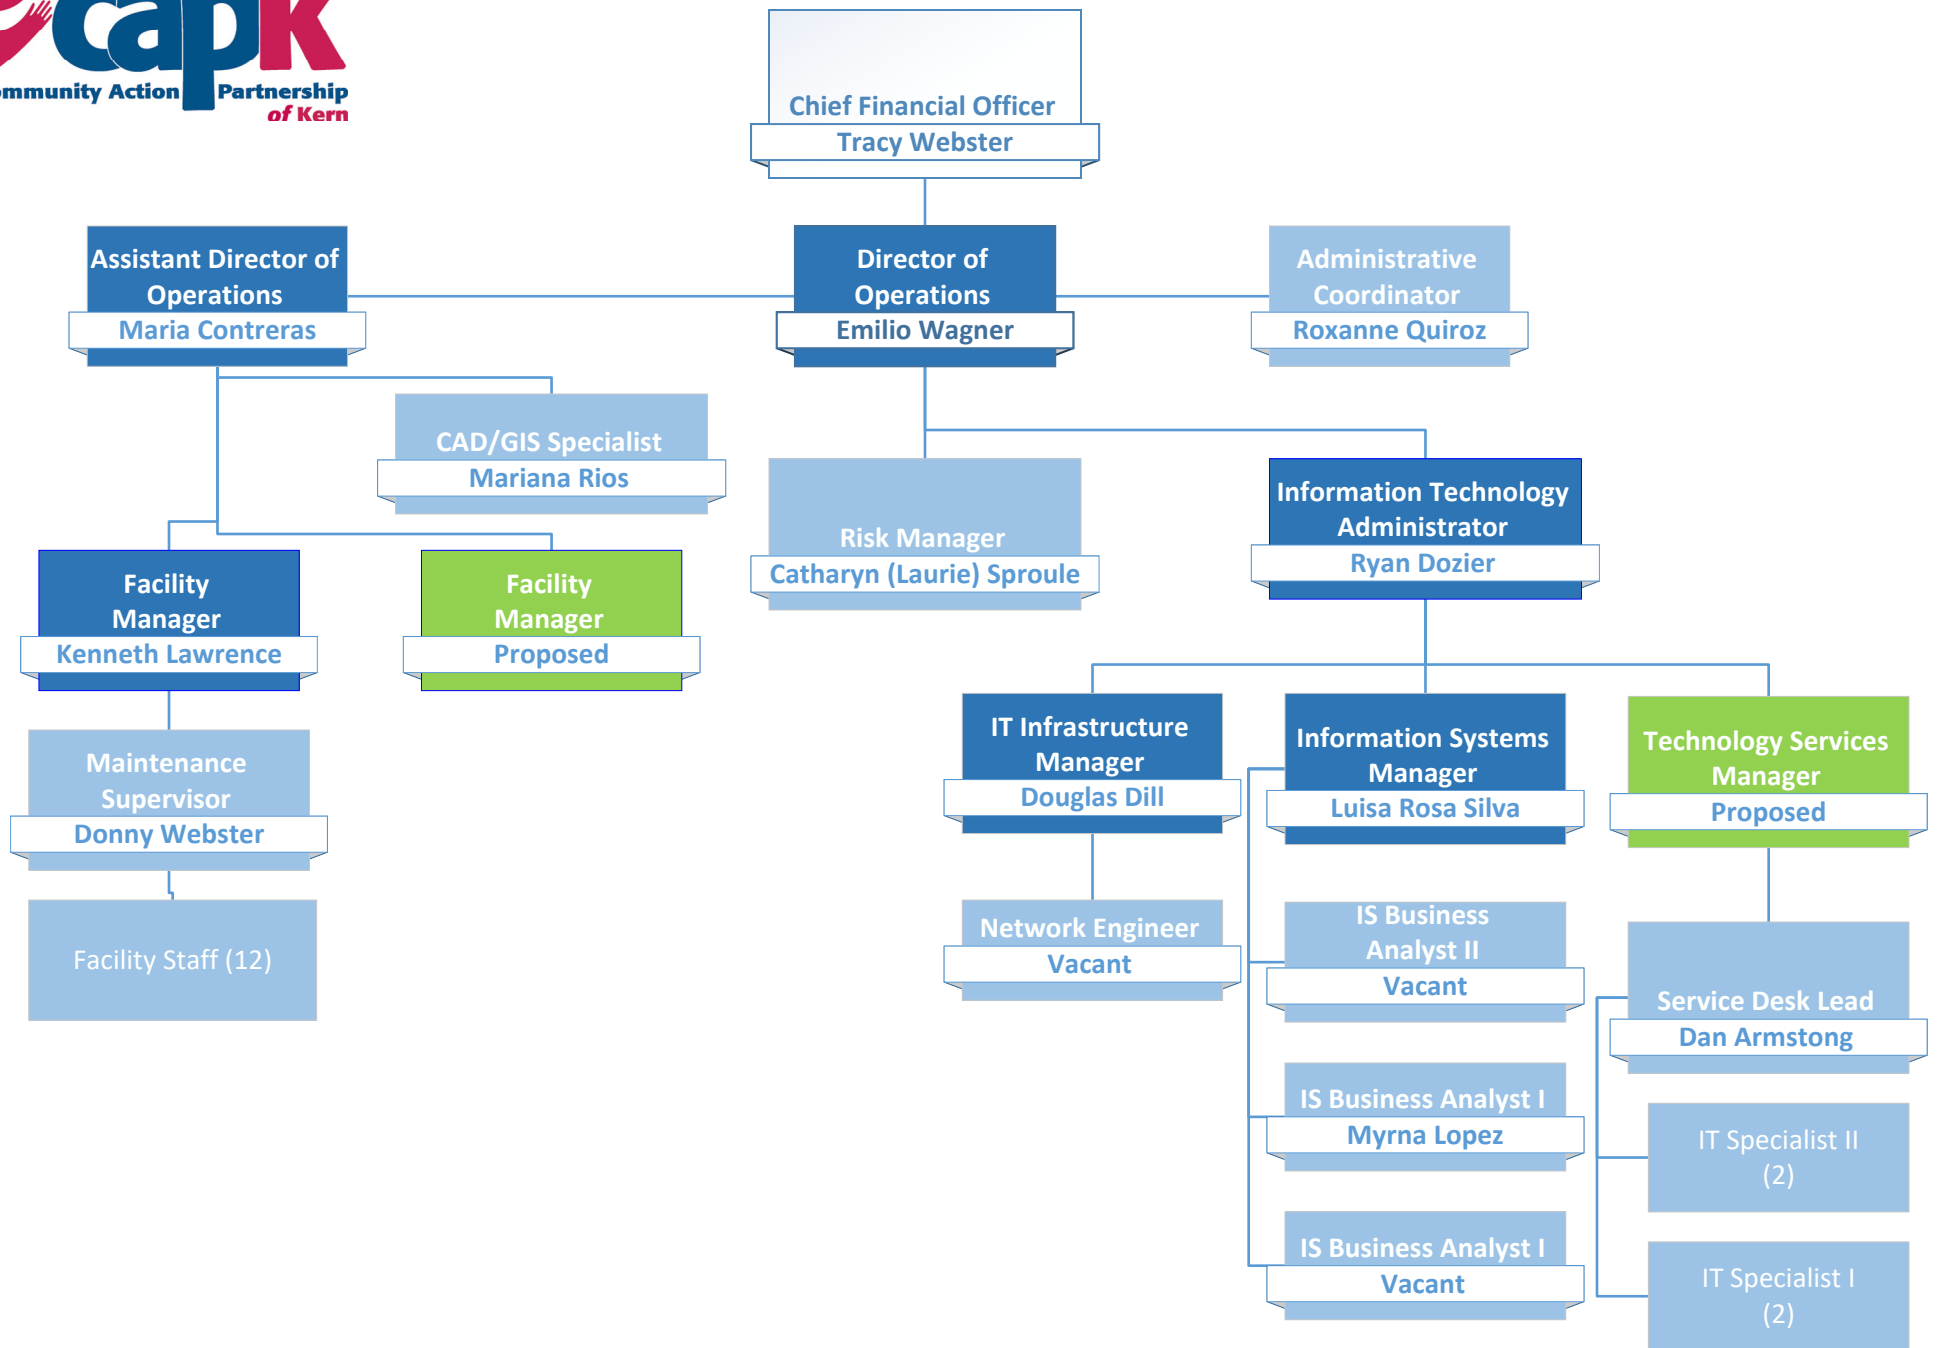 capk
ommunity Action Partnership
of Kern
Chief Financial Officer
Tracy Webster
Assistant Director of
Operations
Maria Contreras
Director of
Operations
Emilio Wagner
Administrative
Coordinator
Roxanne Quiroz
CAD/GIS Specialist
Mariana Rios
Risk Manager
Catharyn (Laurie) Sproule
Information Technology
Administrator
Ryan Dozier
Facility
Manager
Kenneth Lawrence
Facility
Manager
Proposed
Maintenance
Supervisor
Donny Webster
Facility Staff (12)
IT Infrastructure
Manager
Douglas Dill
Information Systems
Manager
Luisa Rosa Silva
Technology Services
Manager
Proposed
Network Engineer
Vacant
IS Business
Analyst II
Vacant
IS Business Analyst I
Myrna Lopez
IS Business Analyst I
Vacant
Service Desk Lead
Dan Armstong
IT Specialist II
(2)
IT Specialist I
(2)